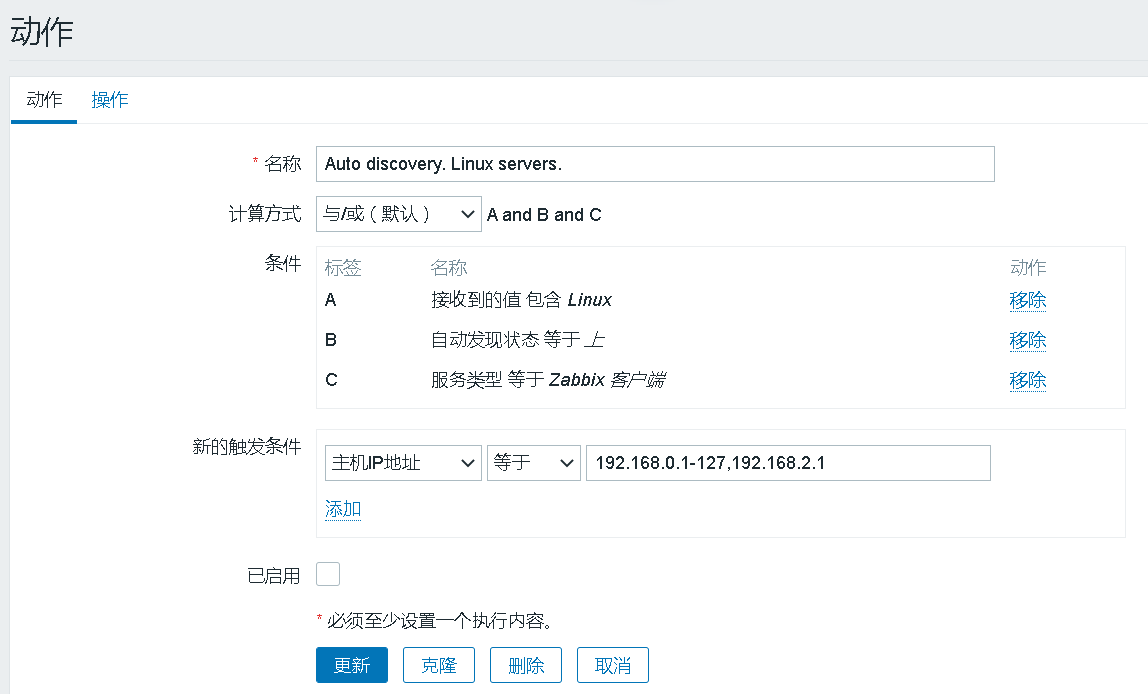 动作
动作 操作
* 名称 Auto discovery. Linux servers.
计算方式 与/或（默认） A and B and C
条件 标签 名称 动作
A 接收到的值 包含 Linux 移除
B 自动发现状态 等于 上 移除
C 服务类型 等于 Zabbix 客户端 移除
新的触发条件 主机IP地址 等于 192.168.0.1-127,192.168.2.1
添加
已启用
* 必须至少设置一个执行内容。
更新 克隆 删除 取消